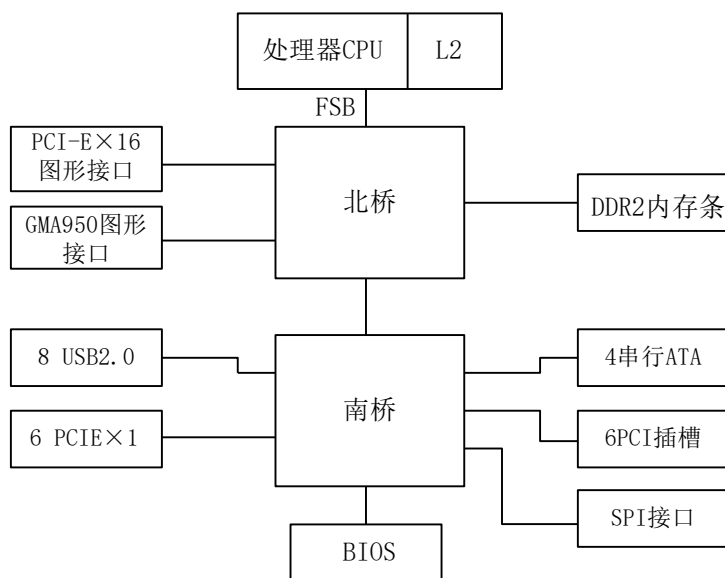 处理器CPU
L2
FSB
PCI-E×16
图形接口
北桥
DDR2内存条
GMA950图形
接口
8 USB2.0
4串行ATA
南桥
6 PCIE×1
6PCI插槽
SPI接口
BIOS